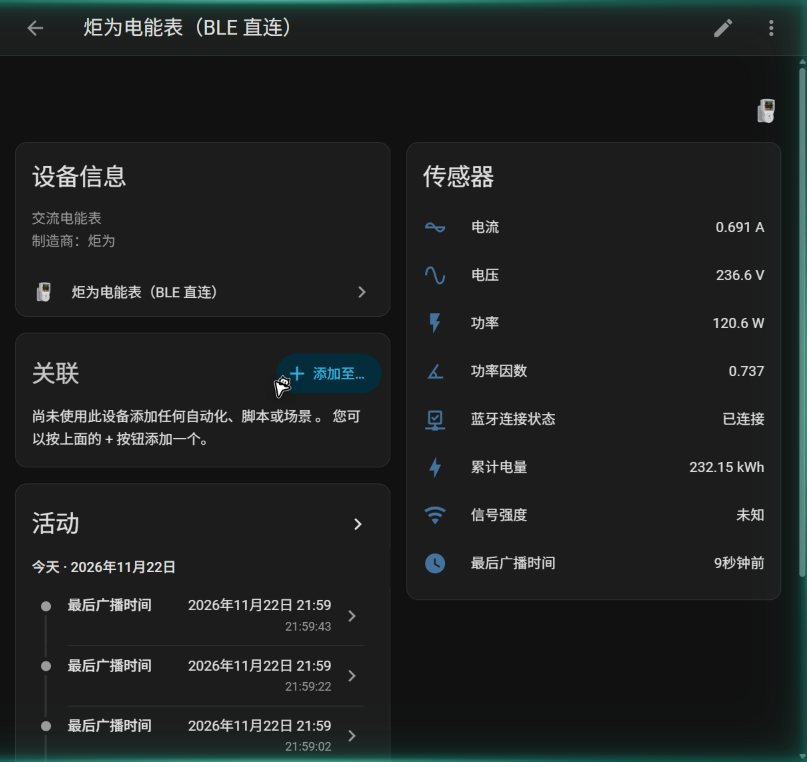 炬为电能表（BLE 直连）
设备信息
交流电能表
制造商：炬为
炬为电能表（BLE 直连）
关联
添加至...
尚未使用此设备添加任何自动化、脚本或场景 。 您可
以按上面的 + 按钮添加一个。
活动
今天 · 2026年11月22日
最后广播时间 2026年11月22日 21:59
21:59:43
最后广播时间 2026年11月22日 21:59
21:59:22
最后广播时间 2026年11月22日 21:59
21:59:02
传感器
电流 0.691 A
电压 236.6 V
功率 120.6 W
功率因数 0.737
蓝牙连接状态 已连接
累计电量 232.15 kWh
信号强度 未知
最后广播时间 9秒钟前